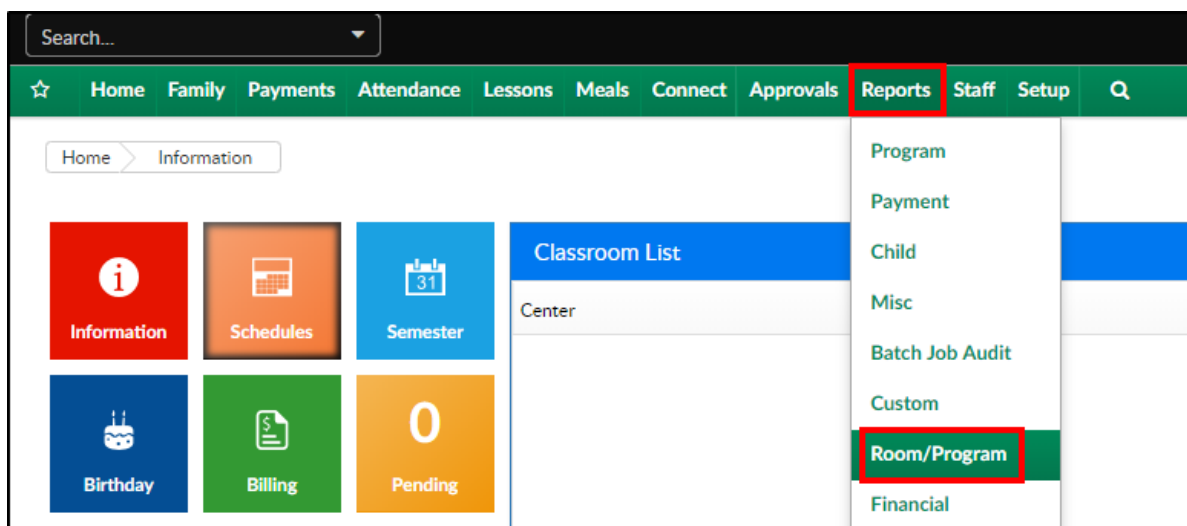 Search...
Home Family Payments Attendance Lessons Meals Connect Approvals Reports Staff Setup
Home Information
Program
Payment
Child
Misc
Batch Job Audit
Custom
Room/Program
Financial
Information
Schedules
31
Semester
Birthday
$
Billing
0
Pending
Classroom List
Center